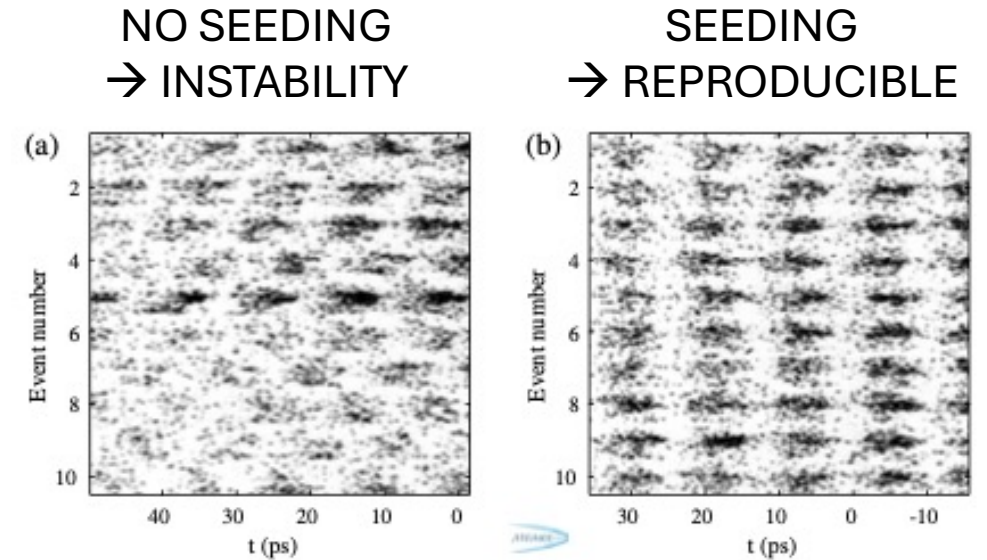 NO SEEDING
→ INSTABILITY
SEEDING
→ REPRODUCIBLE
(a)
Event number
2
4
6
8
10
40 30 20 10 0
t (ps)
(b)
Event number
2
4
6
8
10
30 20 10 0 -10
t (ps)